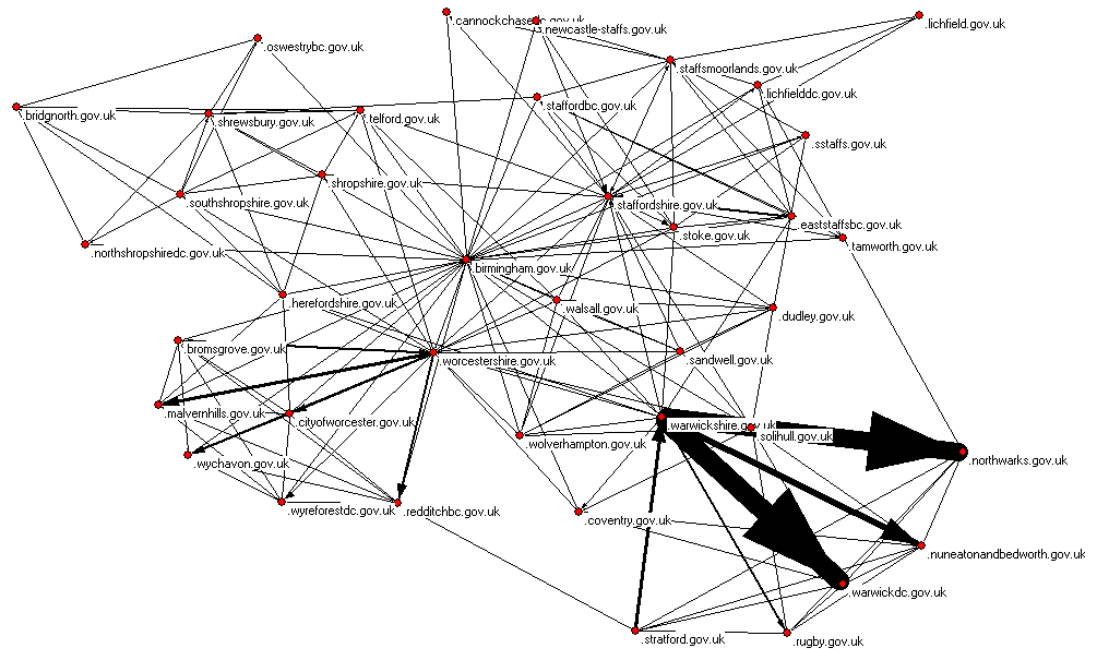 .cannockchasedc.gov.uk
.newcastle-staffs.gov.uk
.lichfield.gov.uk
.oswestrybc.gov.uk
.staffsmoorlands.gov.uk
.lichfielddc.gov.uk
.staffordbc.gov.uk
.bridgnorth.gov.uk
.shrewsbury.gov.uk
.telford.gov.uk
.sstaffs.gov.uk
.shropshire.gov.uk
.southshropshire.gov.uk
.staffordshire.gov.uk
.eaststaffsbc.gov.uk
.stoke.gov.uk
.tamworth.gov.uk
.northshropshiredc.gov.uk
.birmingham.gov.uk
.herefordshire.gov.uk
.walsall.gov.uk
.dudley.gov.uk
.bromsgrove.gov.uk
.worcestershire.gov.uk
.sandwell.gov.uk
.malvernhills.gov.uk
.cityofworcester.gov.uk
.warwickshire.gov.uk
.solihull.gov.uk
.wolverhampton.gov.uk
.northwarks.gov.uk
.wychavon.gov.uk
.wyreforestdc.gov.uk
.redditchbc.gov.uk
.coventry.gov.uk
.nuneatonandbedworth.gov.uk
.warwickdc.gov.uk
.stratford.gov.uk
.rugby.gov.uk